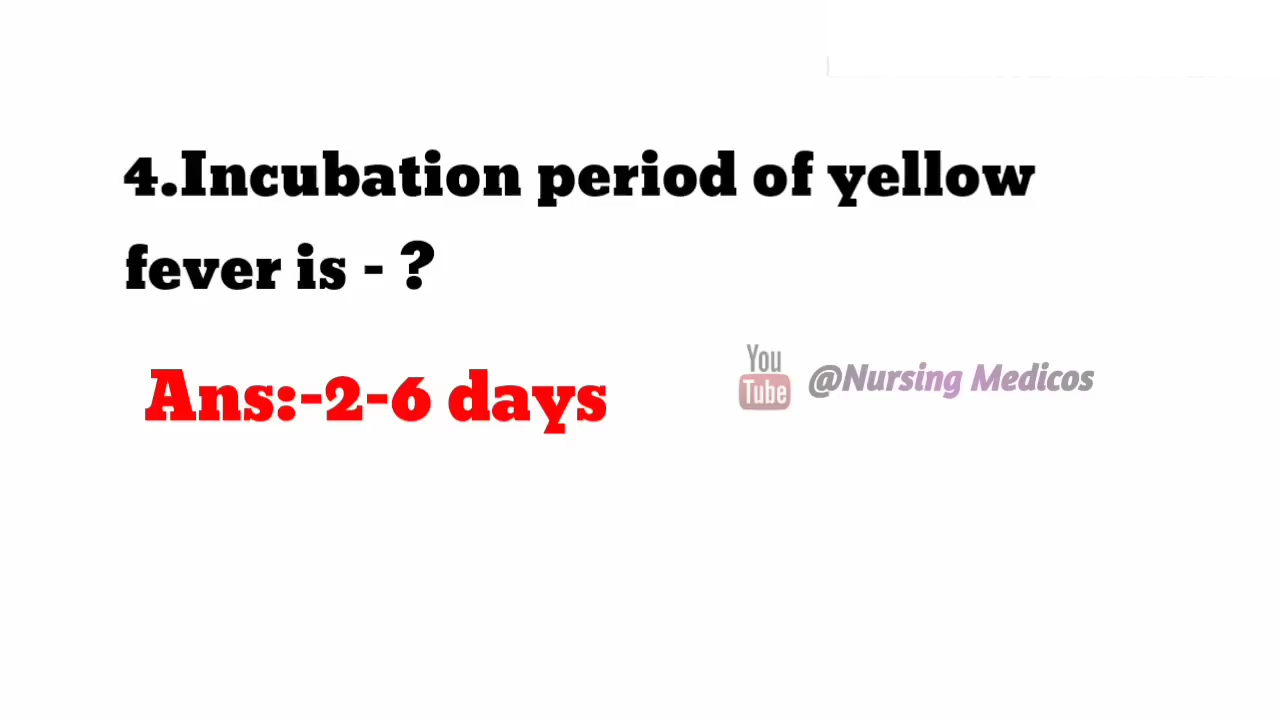 4.Incubation period of yellow
fever is - ?
Ans:-2-6 days
You
Tube
@Nursing Medicos